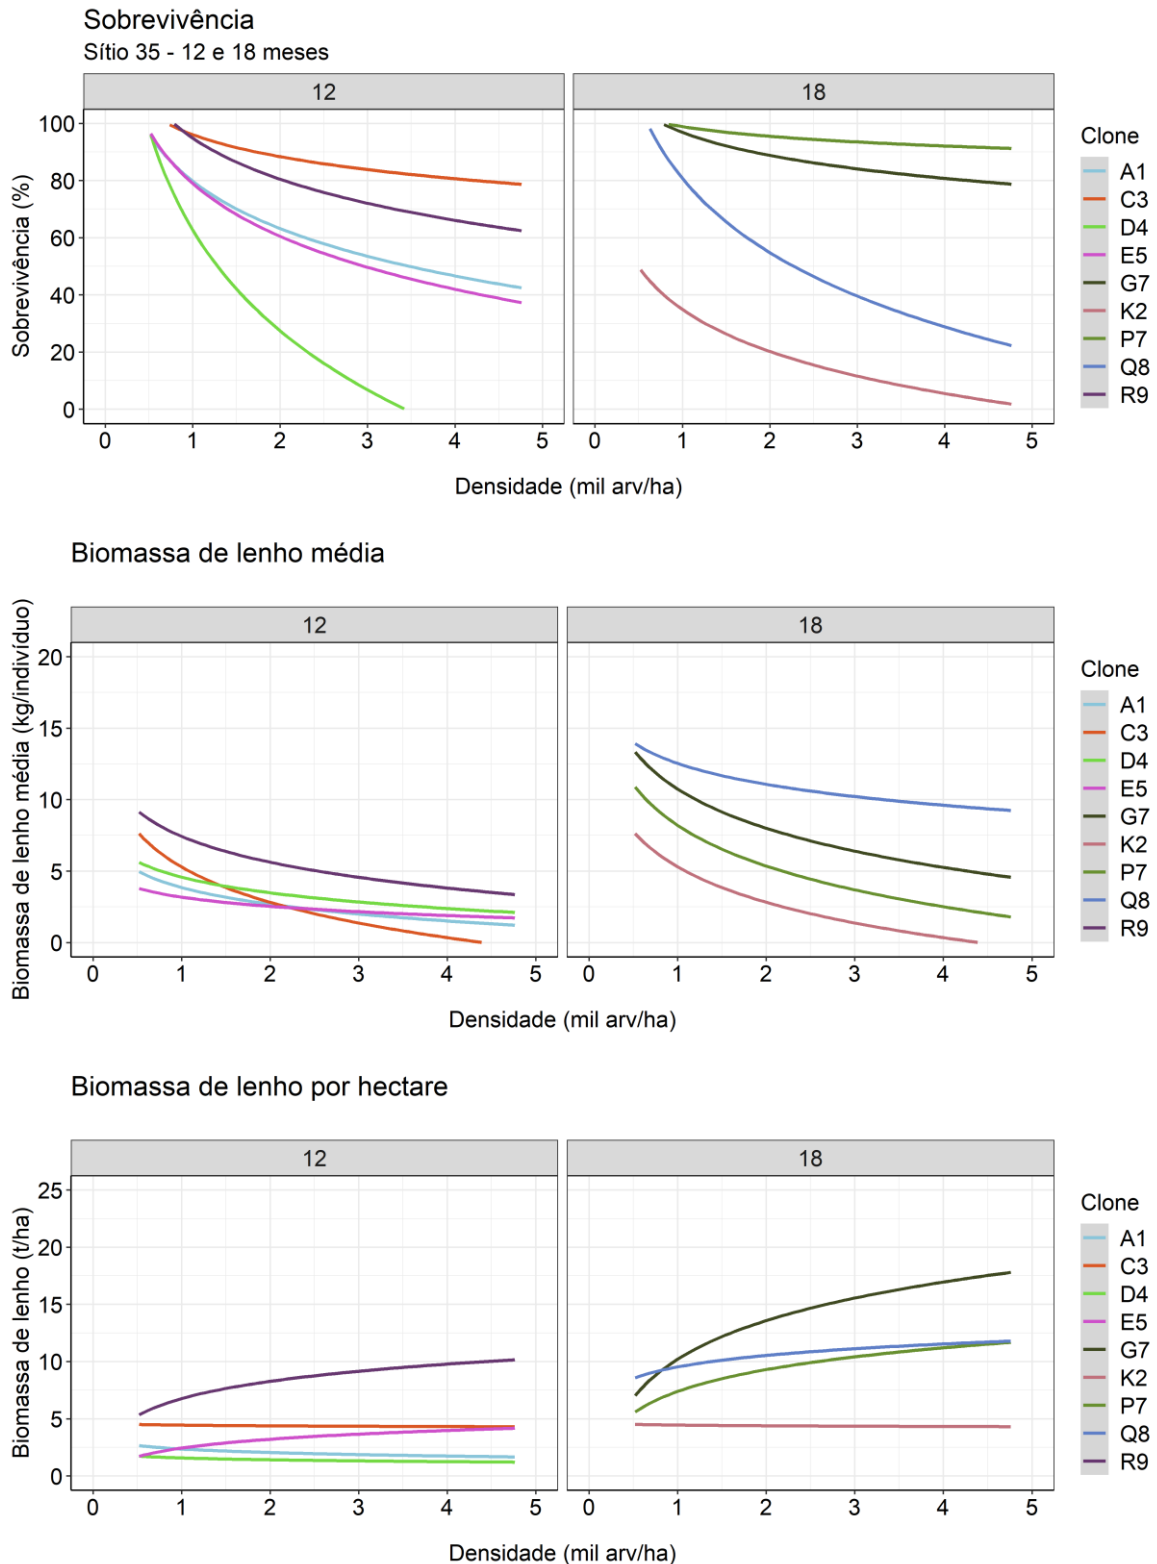 Sobrevivência
Sítio 35 - 12 e 18 meses
12
18
Sobrevivência (%)
100
80
60
40
20
0
0 1 2 3 4 5
0 1 2 3 4 5
Densidade (mil arv/ha)
Clone
A1
C3
D4
E5
G7
K2
P7
Q8
R9
Biomassa de lenho média
12
18
Biomassa de lenho média (kg/indivíduo)
20
15
10
5
0
0 1 2 3 4 5
0 1 2 3 4 5
Densidade (mil arv/ha)
Clone
A1
C3
D4
E5
G7
K2
P7
Q8
R9
Biomassa de lenho por hectare
12
18
Biomassa de lenho (t/ha)
25
20
15
10
5
0
0 1 2 3 4 5
0 1 2 3 4 5
Densidade (mil arv/ha)
Clone
A1
C3
D4
E5
G7
K2
P7
Q8
R9